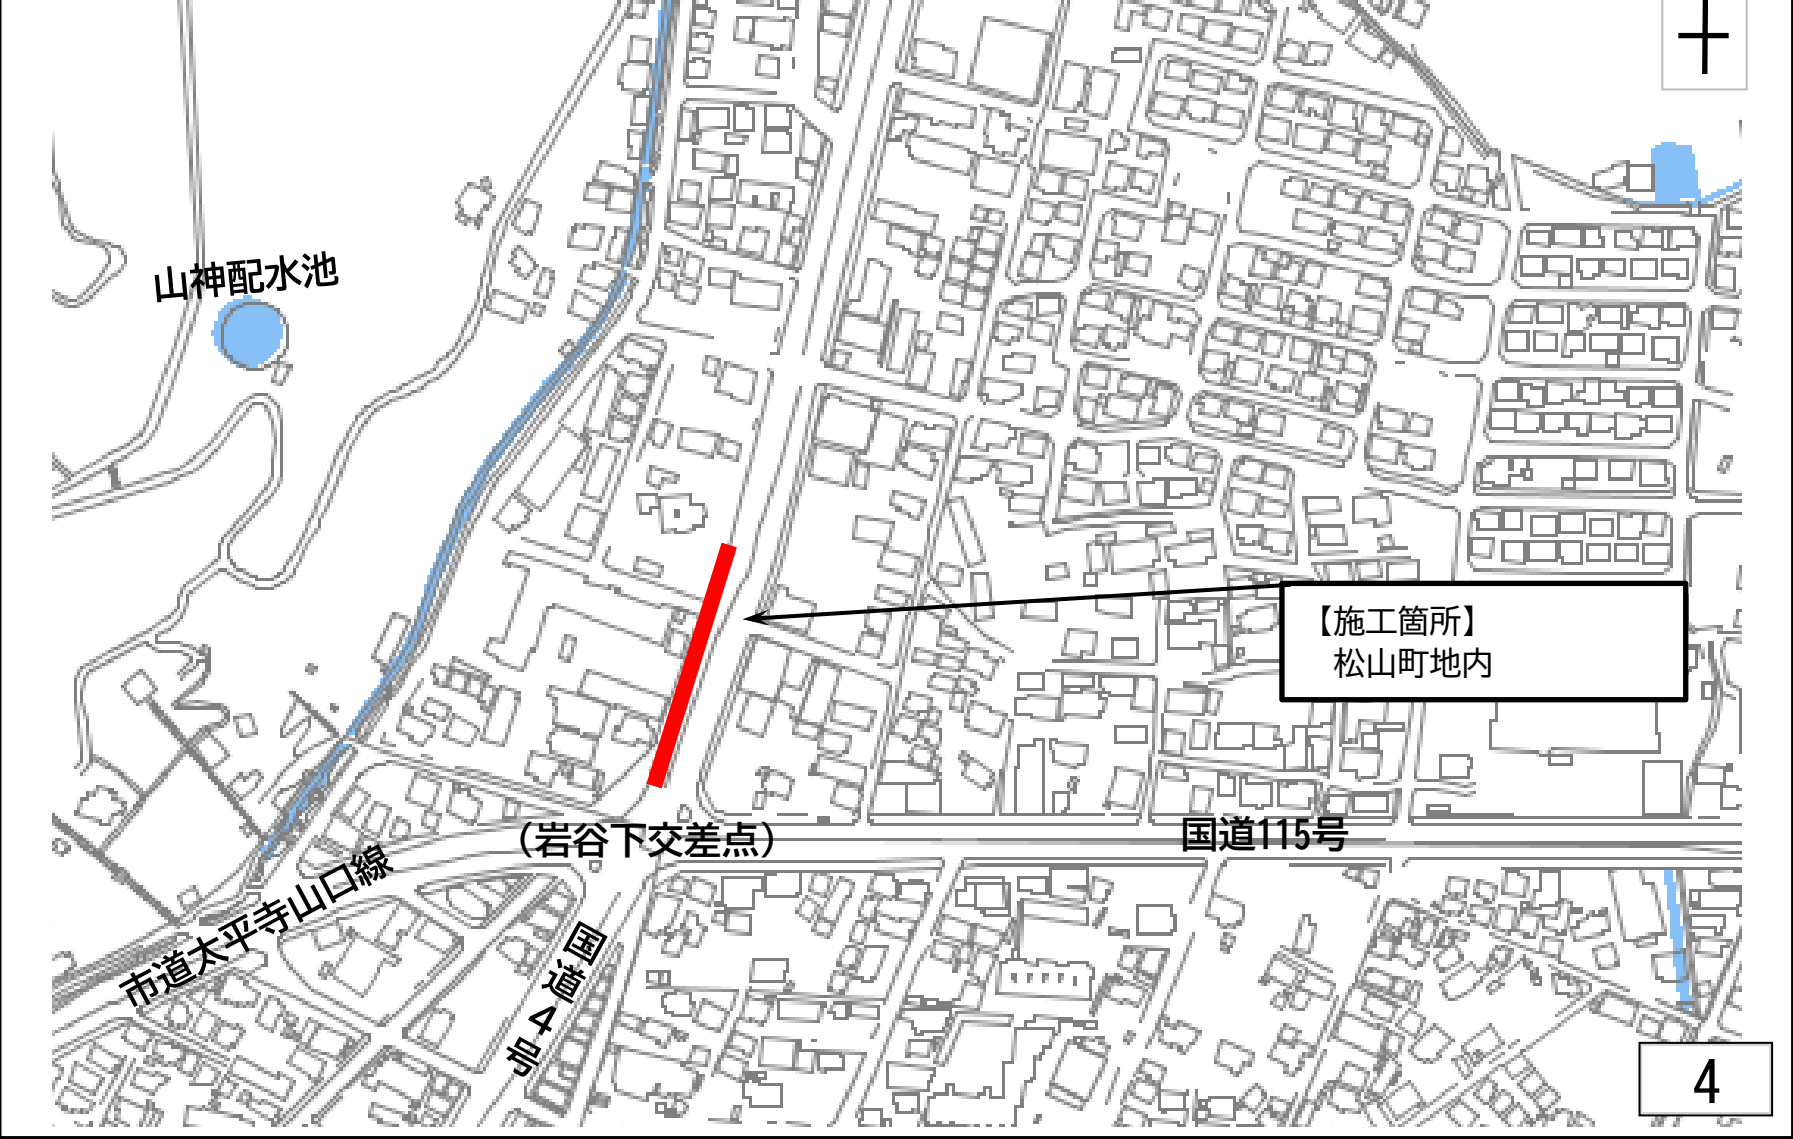 山神配水池
【施工箇所】
松山町地内
(岩谷下交差点)
国道115号
市道太平寺山口線
国道4号
4